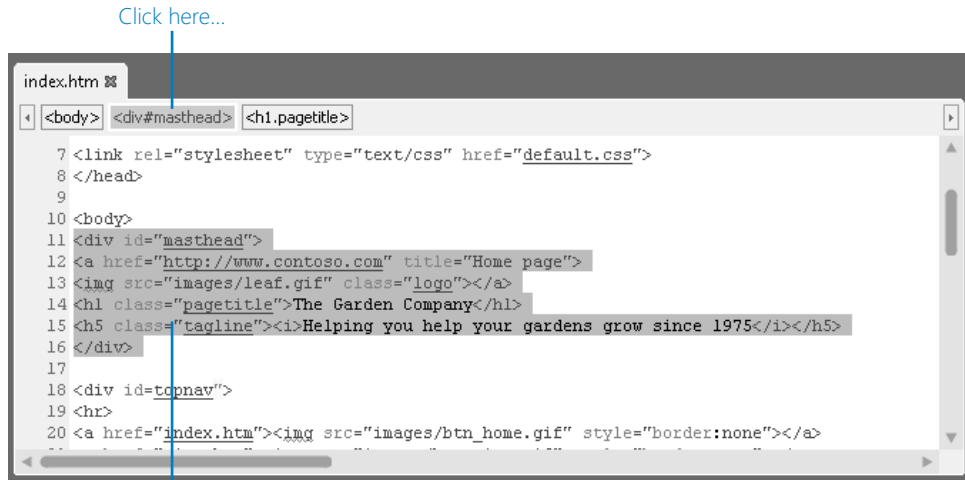 Click here...
index.htm
<body> <div#masthead> <h1.pagetitle>
7 <link rel="stylesheet" type="text/css" href="default.css">
8 </head>
9
10 <body>
11 <div id="masthead">
12 <a href="http://www.contoso.com" title="Home page">
13 <img src="images/leaf.gif" class="logo"></a>
14 <h1 class="pagetitle">The Garden Company</h1>
15 <h5 class="tagline"><i>Helping you help your gardens grow since 1975</i></h5>
16 </div>
17
18 <div id=topnav">
19 <hr>
20 <a href="index.htm"><img src="images/btn_home.gif" style="border:none"></a>